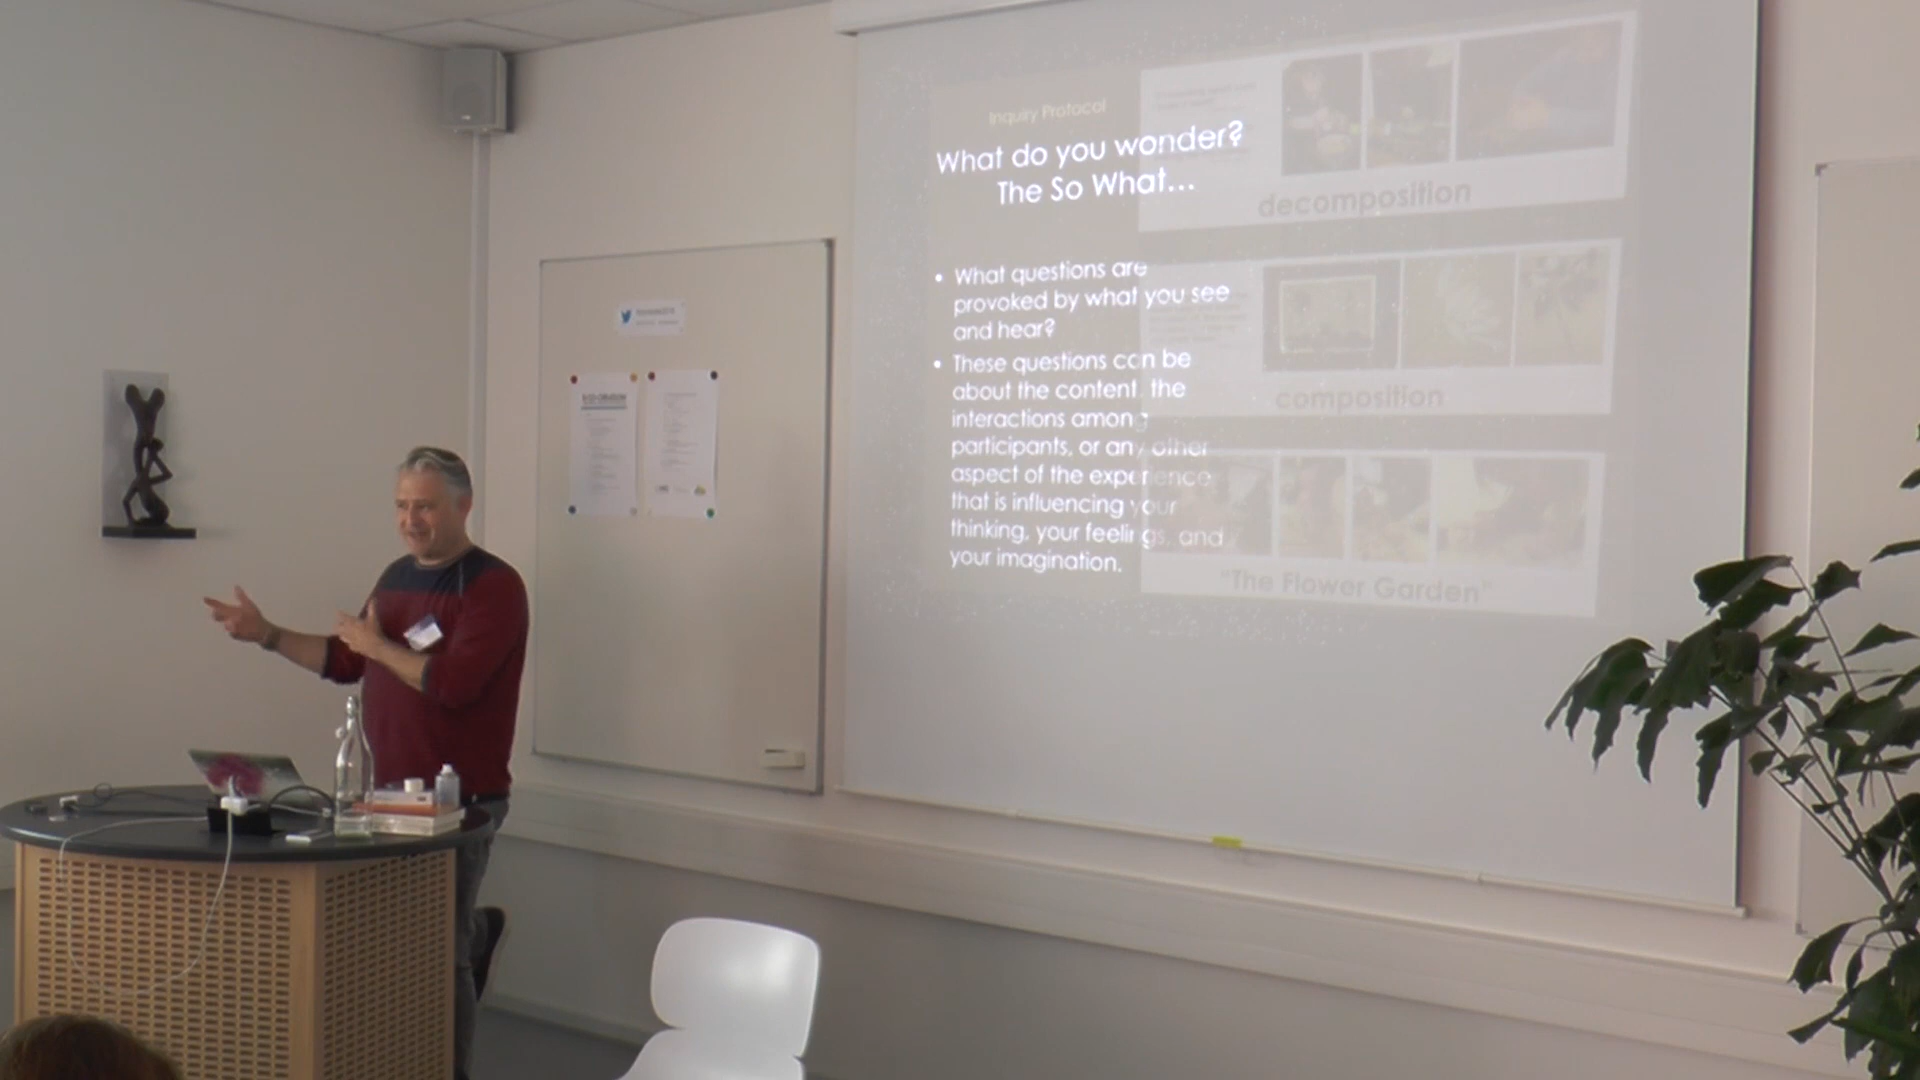 Inquiry Protocol
What do you wonder?
The So What...
• What questions are
provoked by what you see
and hear?
• These questions can be
about the content, the
interactions among
participants, or any other
aspect of the experience
that is influencing your
thinking, your feelings, and
your imagination.
decomposition
composition
"The Flower Garden"